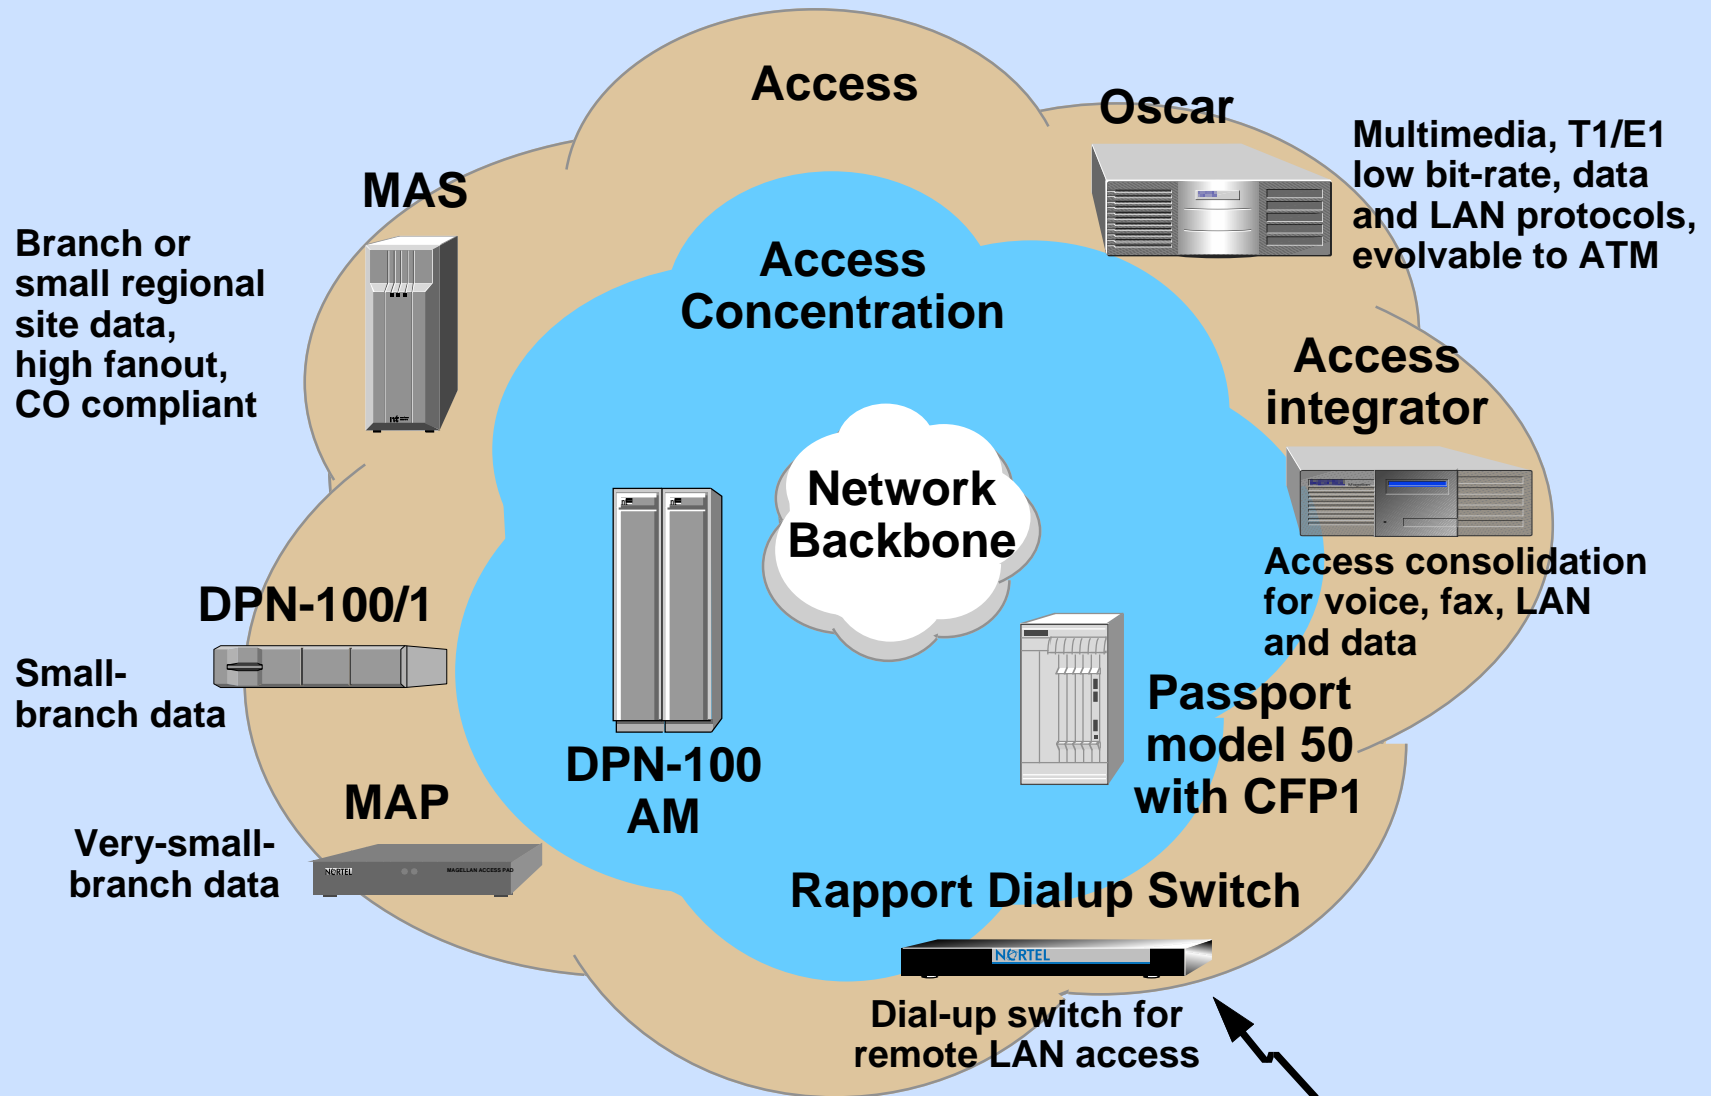 Access
Oscar
Multimedia, T1/E1
low bit-rate, data
and LAN protocols,
evolvable to ATM
MAS
Branch or
small regional
site data,
high fanout,
CO compliant
Access
Concentration
Access
integrator
Network
Backbone
Access consolidation
for voice, fax, LAN
and data
DPN-100/1
Small-
branch data
Passport
model 50
with CFP1
DPN-100
AM
MAP
Very-small-
branch data
NORTEL
MAGELLAN ACCESS PAD
Rapport Dialup Switch
NORTEL
Dial-up switch for
remote LAN access